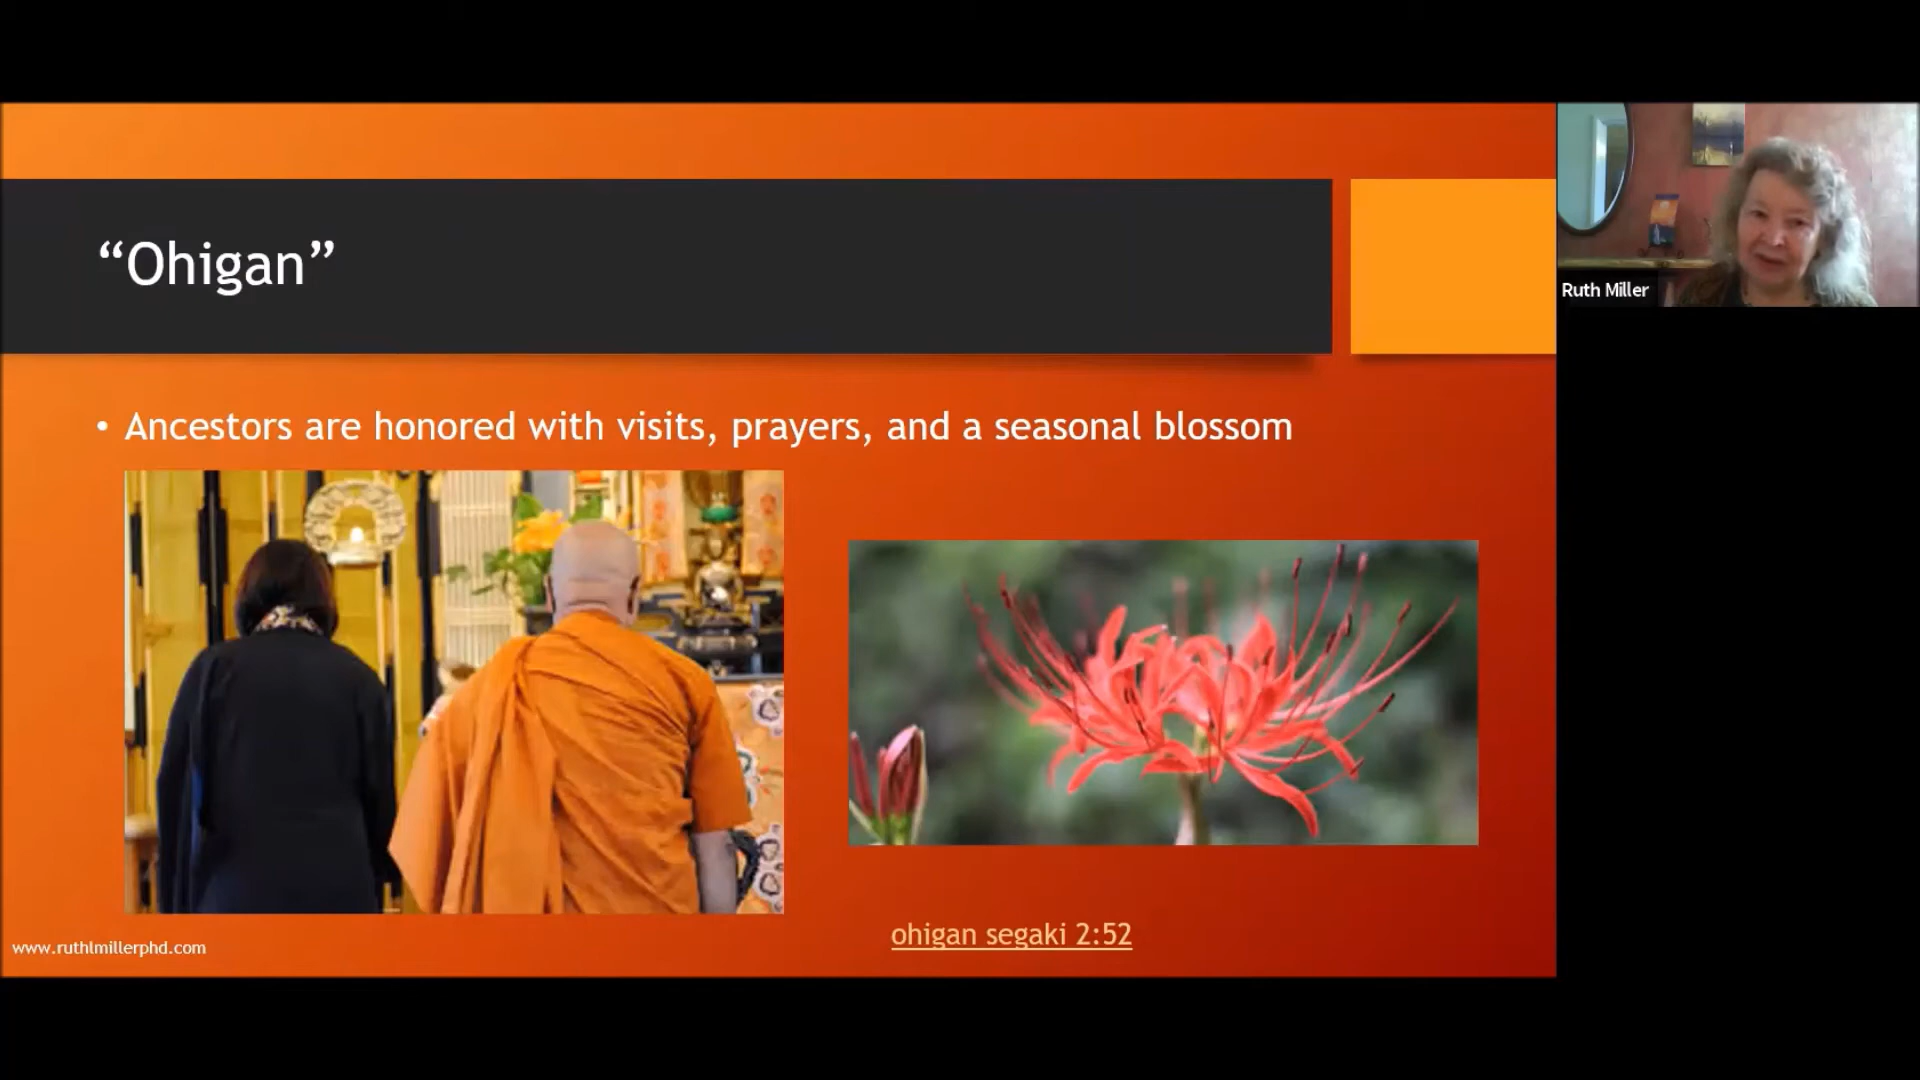 “Ohigan”
Ruth Miller
• Ancestors are honored with visits, prayers, and a seasonal blossom
ohigan segaki 2:52
www.ruthlmillerphd.com